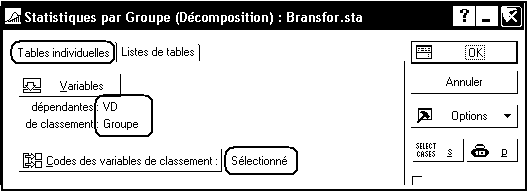 Statistiques par Groupe (Décomposition) : Bransfor.sta
Tables individuelles
Listes de tables
OK
Variables
Annuler
dépendantes : VD
de classement : Groupe
Options
SELECT CASES S
D
Codes des variables de classement : Sélectionné